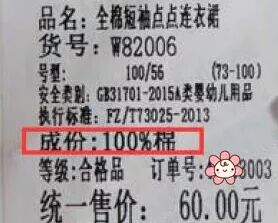 品名:全棉短袖点点连衣裙
货号:W82006
号型: 100/56 (73-100)
安全类别: GB31701-2015A类婴幼儿用品
执行标准: FZ/T73025-2013
成份:100%棉
等级:合格品 订单号: 3003
统一售价: 60.00